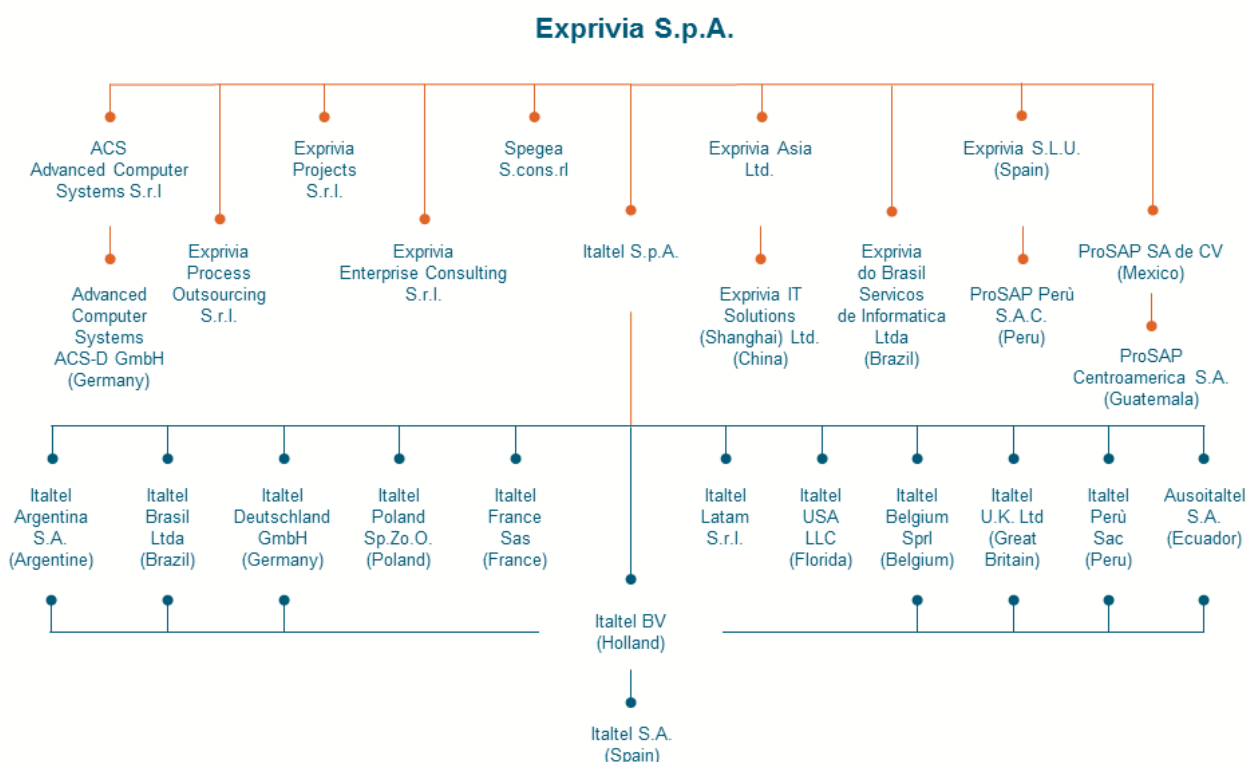 Exprivia S.p.A.
ACS
Advanced Computer
Systems S.r.l
Exprivia
Projects
S.r.l.
Spegea
S.cons.rl
Exprivia Asia
Ltd.
Exprivia S.L.U.
(Spain)
Exprivia
Process
Outsourcing
S.r.l.
Exprivia
Enterprise Consulting
S.r.l.
Italtel S.p.A.
Exprivia
do Brasil
Servicos
de Informatica
Ltda
(Brazil)
ProSAP SA de CV
(Mexico)
Advanced
Computer
Systems
ACS-D GmbH
(Germany)
Exprivia IT
Solutions
(Shanghai) Ltd.
(China)
ProSAP Perù
S.A.C.
(Peru)
ProSAP
Centroamerica S.A.
(Guatemala)
Italtel
Argentina
S.A.
(Argentine)
Italtel
Brasil
Ltda
(Brazil)
Italtel
Deutschland
GmbH
(Germany)
Italtel
Poland
Sp.Zo.O.
(Poland)
Italtel
France
Sas
(France)
Italtel
Latam
S.r.l.
Italtel
USA
LLC
(Florida)
Italtel
Belgium
Sprl
(Belgium)
Italtel
U.K. Ltd
(Great
Britain)
Italtel
Perù
Sac
(Peru)
Ausoitaltel
S.A.
(Ecuador)
Italtel BV
(Holland)
Italtel S.A.
(Spain)